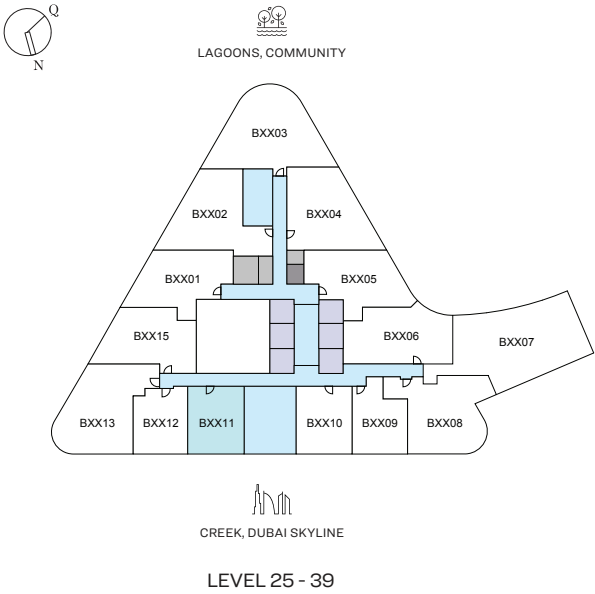 Q
N
LAGOONS, COMMUNITY
BXX03
BXX02 BXX04
BXX01 BXX05
BXX15 BXX06 BXX07
BXX13 BXX12 BXX11 BXX10 BXX09 BXX08
CREEK, DUBAI SKYLINE
LEVEL 25 - 39